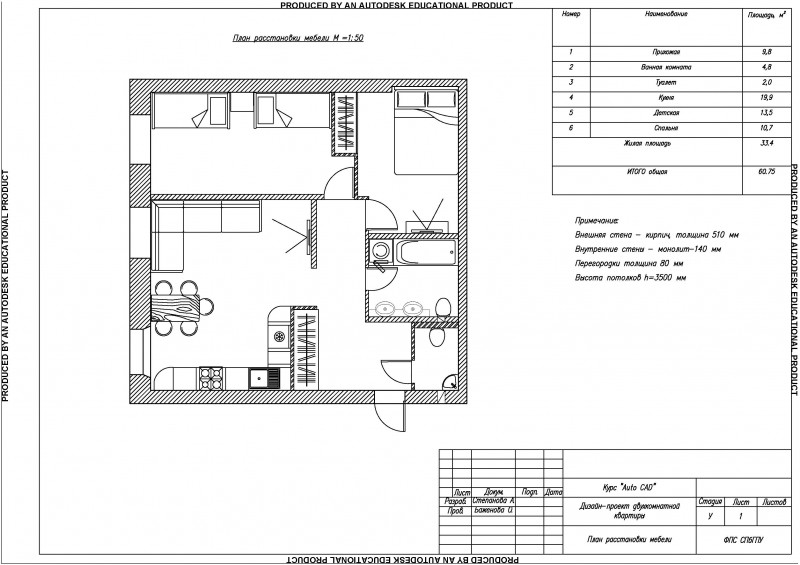 PRODUCED BY AN AUTODESK EDUCATIONAL PRODUCT
План расстановки мебели М =1:50
Номер Наименование Площадь, м²
1 Прихожая 9,8
2 Ванная комната 4,8
3 Туалет 2,0
4 Кухня 19,9
5 Детская 13,5
6 Спальня 10,7
Жилая площадь 33,4
ИТОГО общая 60.75
Примечание:
Внешняя стена - кирпич, толщина 510 мм
Внутренние стены - монолит-140 мм
Перегородки толщина 80 мм
Высота потолков h=3500 мм
PRODUCED BY AN AUTODESK EDUCATIONAL PRODUCT
PRODUCED BY AN AUTODESK EDUCATIONAL PRODUCT
Лист Докум. Подп. Дата
Разраб. Степанова А.
Пров. Баженова И.
Курс "Auto CAD"
Дизайн-проект двухкомнатной
квартиры
Стадия Лист Листов
У 1
План расстановки мебели
ФПС СПбГПУ
PRODUCED BY AN AUTODESK EDUCATIONAL PRODUCT